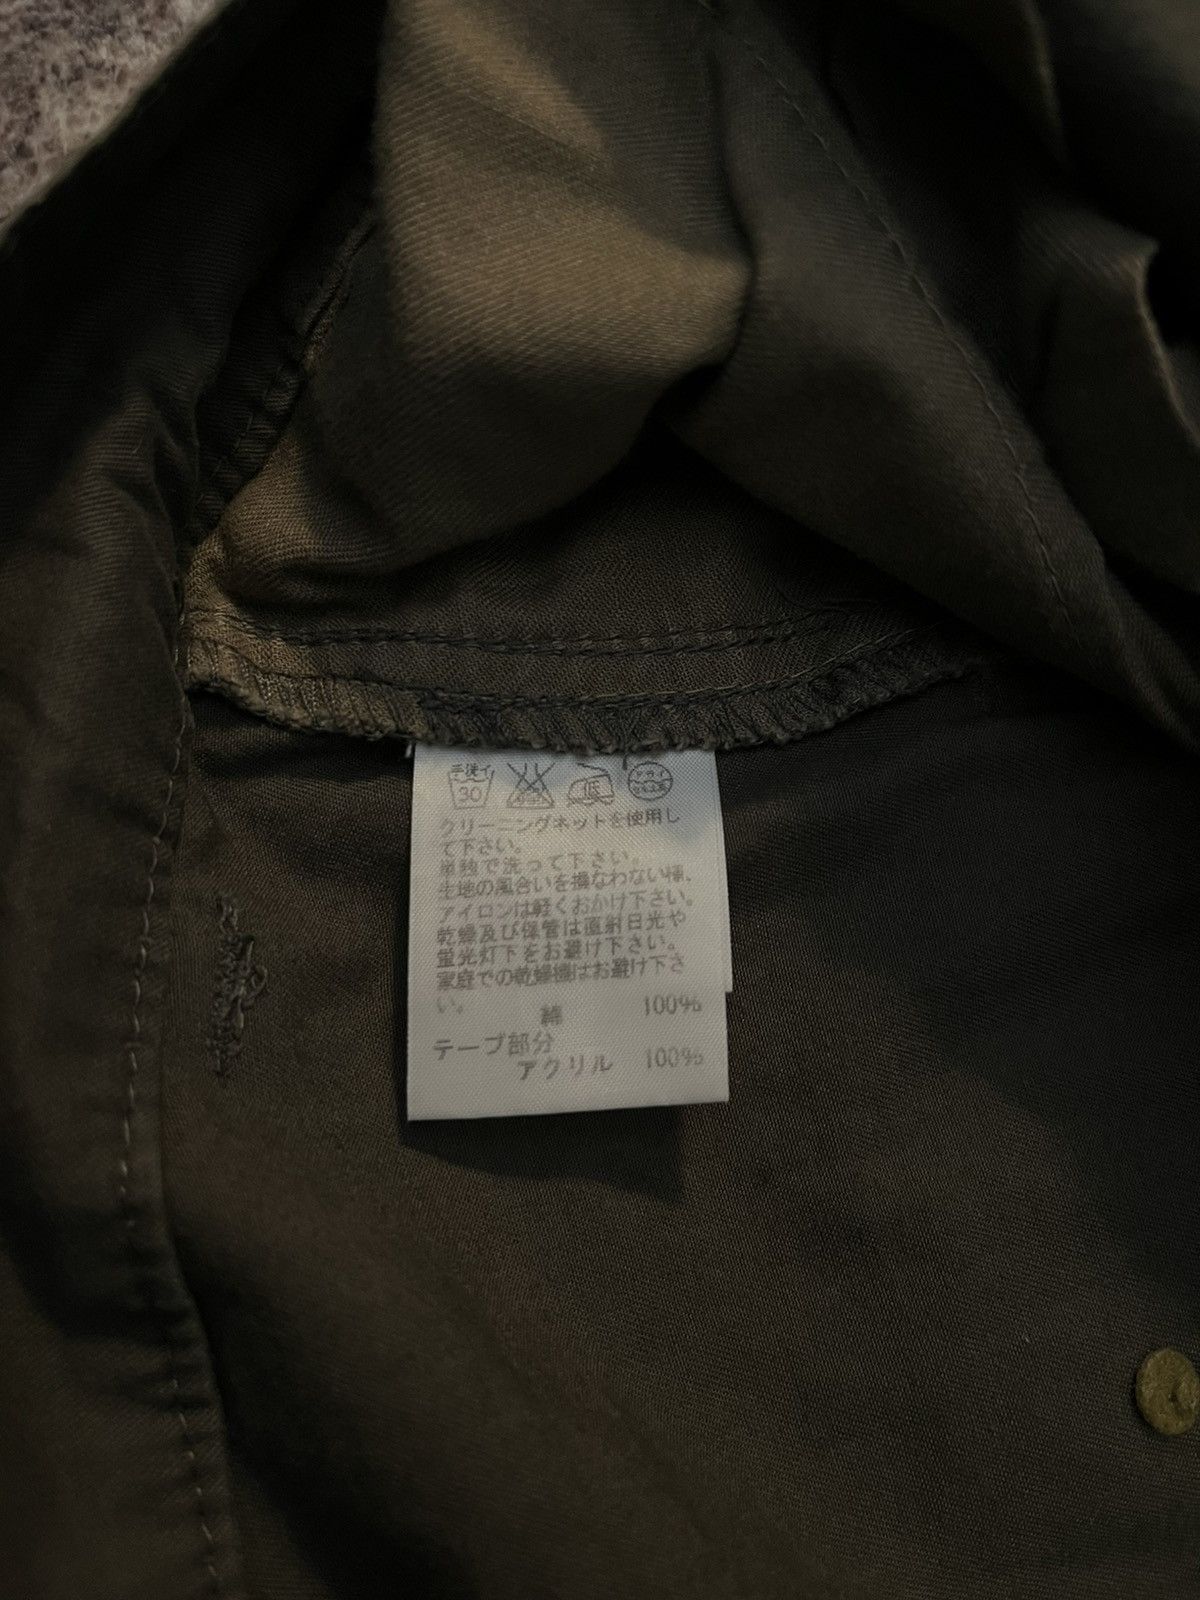 手洗イ 30 低 ドライ
クリーニングネットを使用し
て下さい。
単独で洗って下さい。
生地の風合いを損なわない様、
アイロンは軽くおかけ下さい。
乾燥及び保管は直射日光や
蛍光灯下をお避け下さい。
家庭での乾燥機はお避け下さ
い。
綿 100%
テープ部分
アクリル 100%